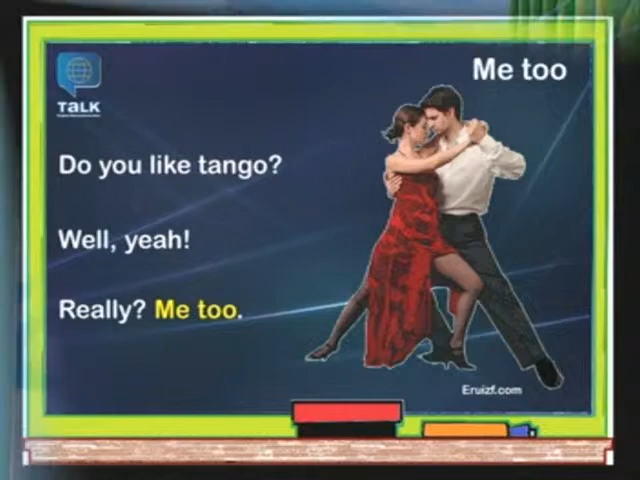 TaLK
Me too
Do you like tango?
Well, yeah!
Really? Me too.
Eruizf.com